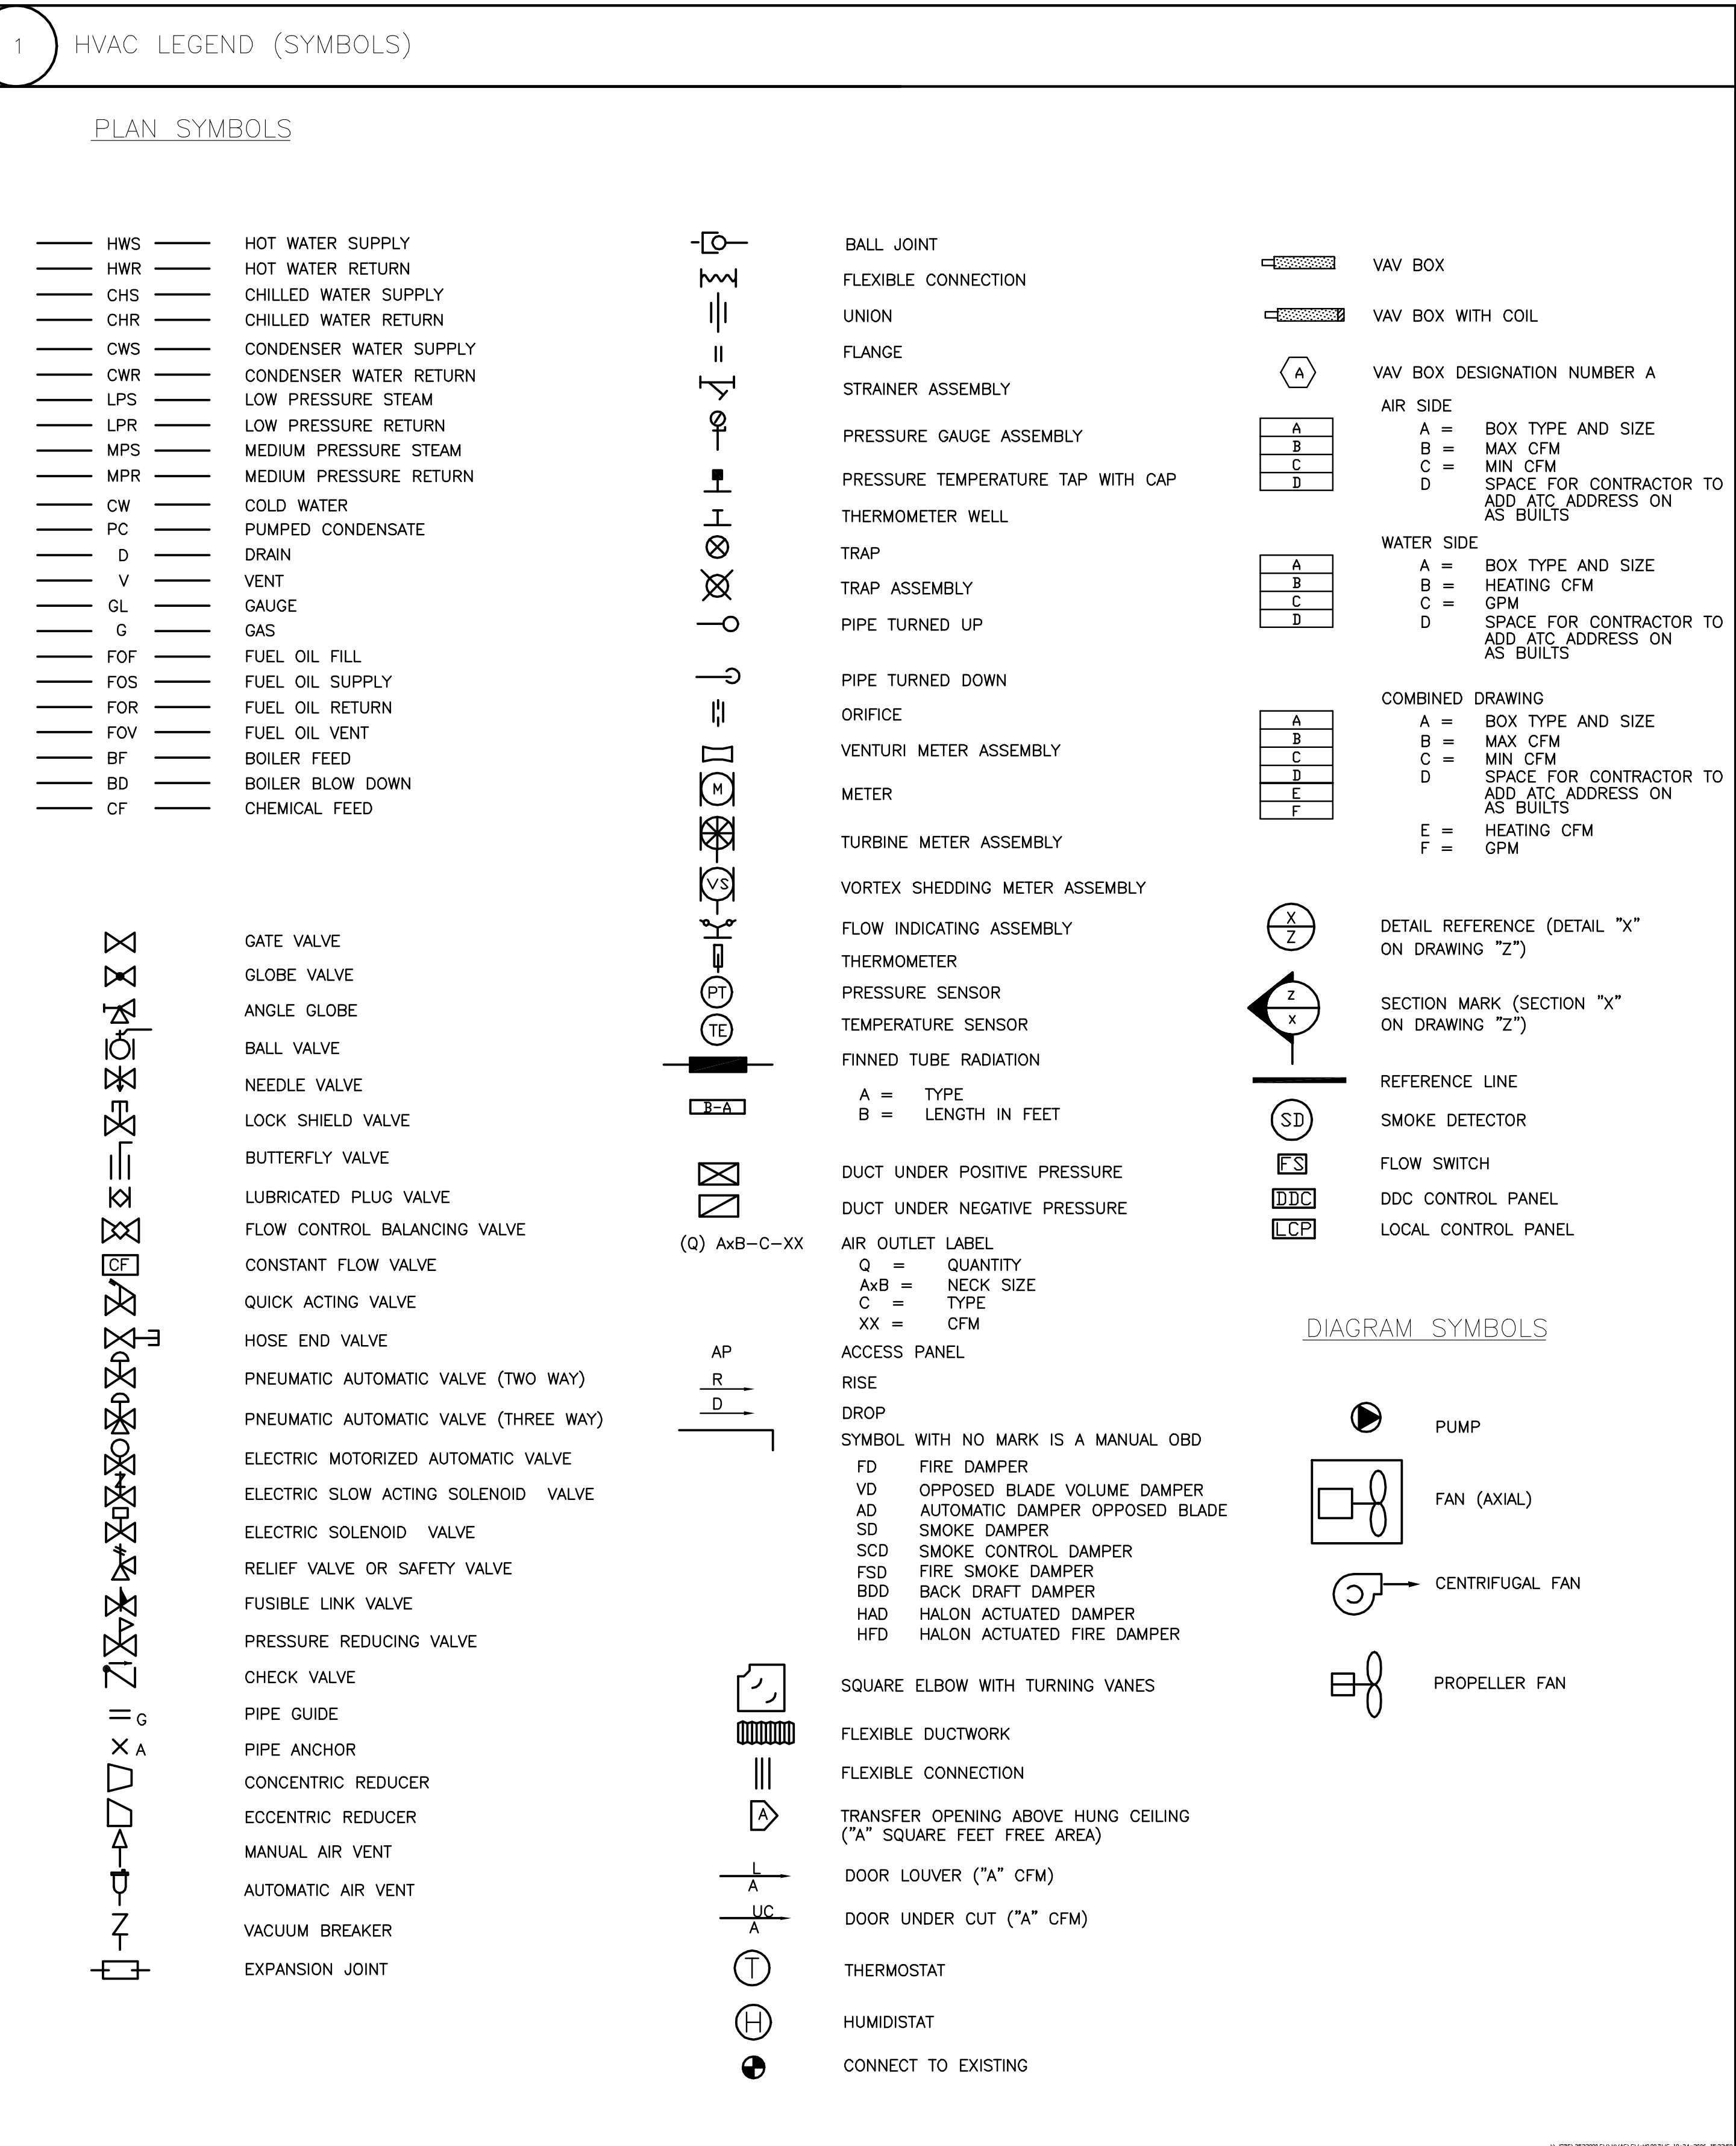 1
HVAC LEGEND (SYMBOLS)
PLAN SYMBOLS
HWS HOT WATER SUPPLY
HWR HOT WATER RETURN
CHS CHILLED WATER SUPPLY
CHR CHILLED WATER RETURN
CWS CONDENSER WATER SUPPLY
CWR CONDENSER WATER RETURN
LPS LOW PRESSURE STEAM
LPR LOW PRESSURE RETURN
MPS MEDIUM PRESSURE STEAM
MPR MEDIUM PRESSURE RETURN
CW COLD WATER
PC PUMPED CONDENSATE
D DRAIN
V VENT
GL GAUGE
G GAS
FOF FUEL OIL FILL
FOS FUEL OIL SUPPLY
FOR FUEL OIL RETURN
FOV FUEL OIL VENT
BF BOILER FEED
BD BOILER BLOW DOWN
CF CHEMICAL FEED
GATE VALVE
GLOBE VALVE
ANGLE GLOBE
BALL VALVE
NEEDLE VALVE
LOCK SHIELD VALVE
BUTTERFLY VALVE
LUBRICATED PLUG VALVE
FLOW CONTROL BALANCING VALVE
CF CONSTANT FLOW VALVE
QUICK ACTING VALVE
HOSE END VALVE
PNEUMATIC AUTOMATIC VALVE (TWO WAY)
PNEUMATIC AUTOMATIC VALVE (THREE WAY)
ELECTRIC MOTORIZED AUTOMATIC VALVE
ELECTRIC SLOW ACTING SOLENOID VALVE
ELECTRIC SOLENOID VALVE
RELIEF VALVE OR SAFETY VALVE
FUSIBLE LINK VALVE
PRESSURE REDUCING VALVE
CHECK VALVE
G PIPE GUIDE
A PIPE ANCHOR
CONCENTRIC REDUCER
ECCENTRIC REDUCER
MANUAL AIR VENT
AUTOMATIC AIR VENT
VACUUM BREAKER
EXPANSION JOINT
BALL JOINT
FLEXIBLE CONNECTION
UNION
FLANGE
STRAINER ASSEMBLY
PRESSURE GAUGE ASSEMBLY
PRESSURE TEMPERATURE TAP WITH CAP
THERMOMETER WELL
TRAP
TRAP ASSEMBLY
PIPE TURNED UP
PIPE TURNED DOWN
ORIFICE
VENTURI METER ASSEMBLY
M METER
TURBINE METER ASSEMBLY
VS VORTEX SHEDDING METER ASSEMBLY
FLOW INDICATING ASSEMBLY
THERMOMETER
PT PRESSURE SENSOR
TE TEMPERATURE SENSOR
FINNED TUBE RADIATION
A = TYPE
B-A
B = LENGTH IN FEET
DUCT UNDER POSITIVE PRESSURE
DUCT UNDER NEGATIVE PRESSURE
(Q) AxB-C-XX AIR OUTLET LABEL
Q = QUANTITY
AxB = NECK SIZE
C = TYPE
XX = CFM
AP ACCESS PANEL
R RISE
D DROP
SYMBOL WITH NO MARK IS A MANUAL OBD
FD FIRE DAMPER
VD OPPOSED BLADE VOLUME DAMPER
AD AUTOMATIC DAMPER OPPOSED BLADE
SD SMOKE DAMPER
SCD SMOKE CONTROL DAMPER
FSD FIRE SMOKE DAMPER
BDD BACK DRAFT DAMPER
HAD HALON ACTUATED DAMPER
HFD HALON ACTUATED FIRE DAMPER
SQUARE ELBOW WITH TURNING VANES
FLEXIBLE DUCTWORK
FLEXIBLE CONNECTION
A TRANSFER OPENING ABOVE HUNG CEILING
("A" SQUARE FEET FREE AREA)
L
A
DOOR LOUVER ("A" CFM)
UC
A
DOOR UNDER CUT ("A" CFM)
T THERMOSTAT
H HUMIDISTAT
CONNECT TO EXISTING
VAV BOX
VAV BOX WITH COIL
A VAV BOX DESIGNATION NUMBER A
AIR SIDE
A A = BOX TYPE AND SIZE
B B = MAX CFM
C C = MIN CFM
D D SPACE FOR CONTRACTOR TO
ADD ATC ADDRESS ON
AS BUILTS
WATER SIDE
A A = BOX TYPE AND SIZE
B B = HEATING CFM
C C = GPM
D D SPACE FOR CONTRACTOR TO
ADD ATC ADDRESS ON
AS BUILTS
COMBINED DRAWING
A A = BOX TYPE AND SIZE
B B = MAX CFM
C C = MIN CFM
D D SPACE FOR CONTRACTOR TO
ADD ATC ADDRESS ON
AS BUILTS
E E = HEATING CFM
F F = GPM
X
Z
DETAIL REFERENCE (DETAIL "X"
ON DRAWING "Z")
z
x
SECTION MARK (SECTION "X"
ON DRAWING "Z")
REFERENCE LINE
SD SMOKE DETECTOR
FS FLOW SWITCH
DDC DDC CONTROL PANEL
LCP LOCAL CONTROL PANEL
DIAGRAM SYMBOLS
PUMP
FAN (AXIAL)
CENTRIFUGAL FAN
PROPELLER FAN